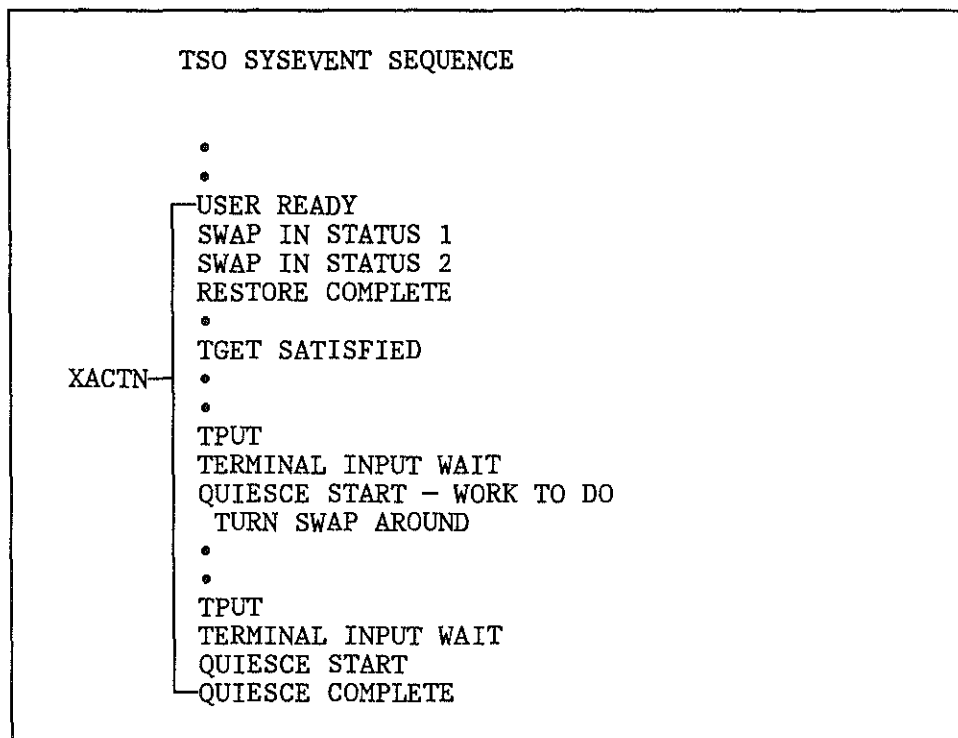 TSO SYSEVENT SEQUENCE
•
•
USER READY
SWAP IN STATUS 1
SWAP IN STATUS 2
RESTORE COMPLETE
•
TGET SATISFIED
XACTN •
•
TPUT
TERMINAL INPUT WAIT
QUIESCE START – WORK TO DO
TURN SWAP AROUND
•
•
TPUT
TERMINAL INPUT WAIT
QUIESCE START
QUIESCE COMPLETE